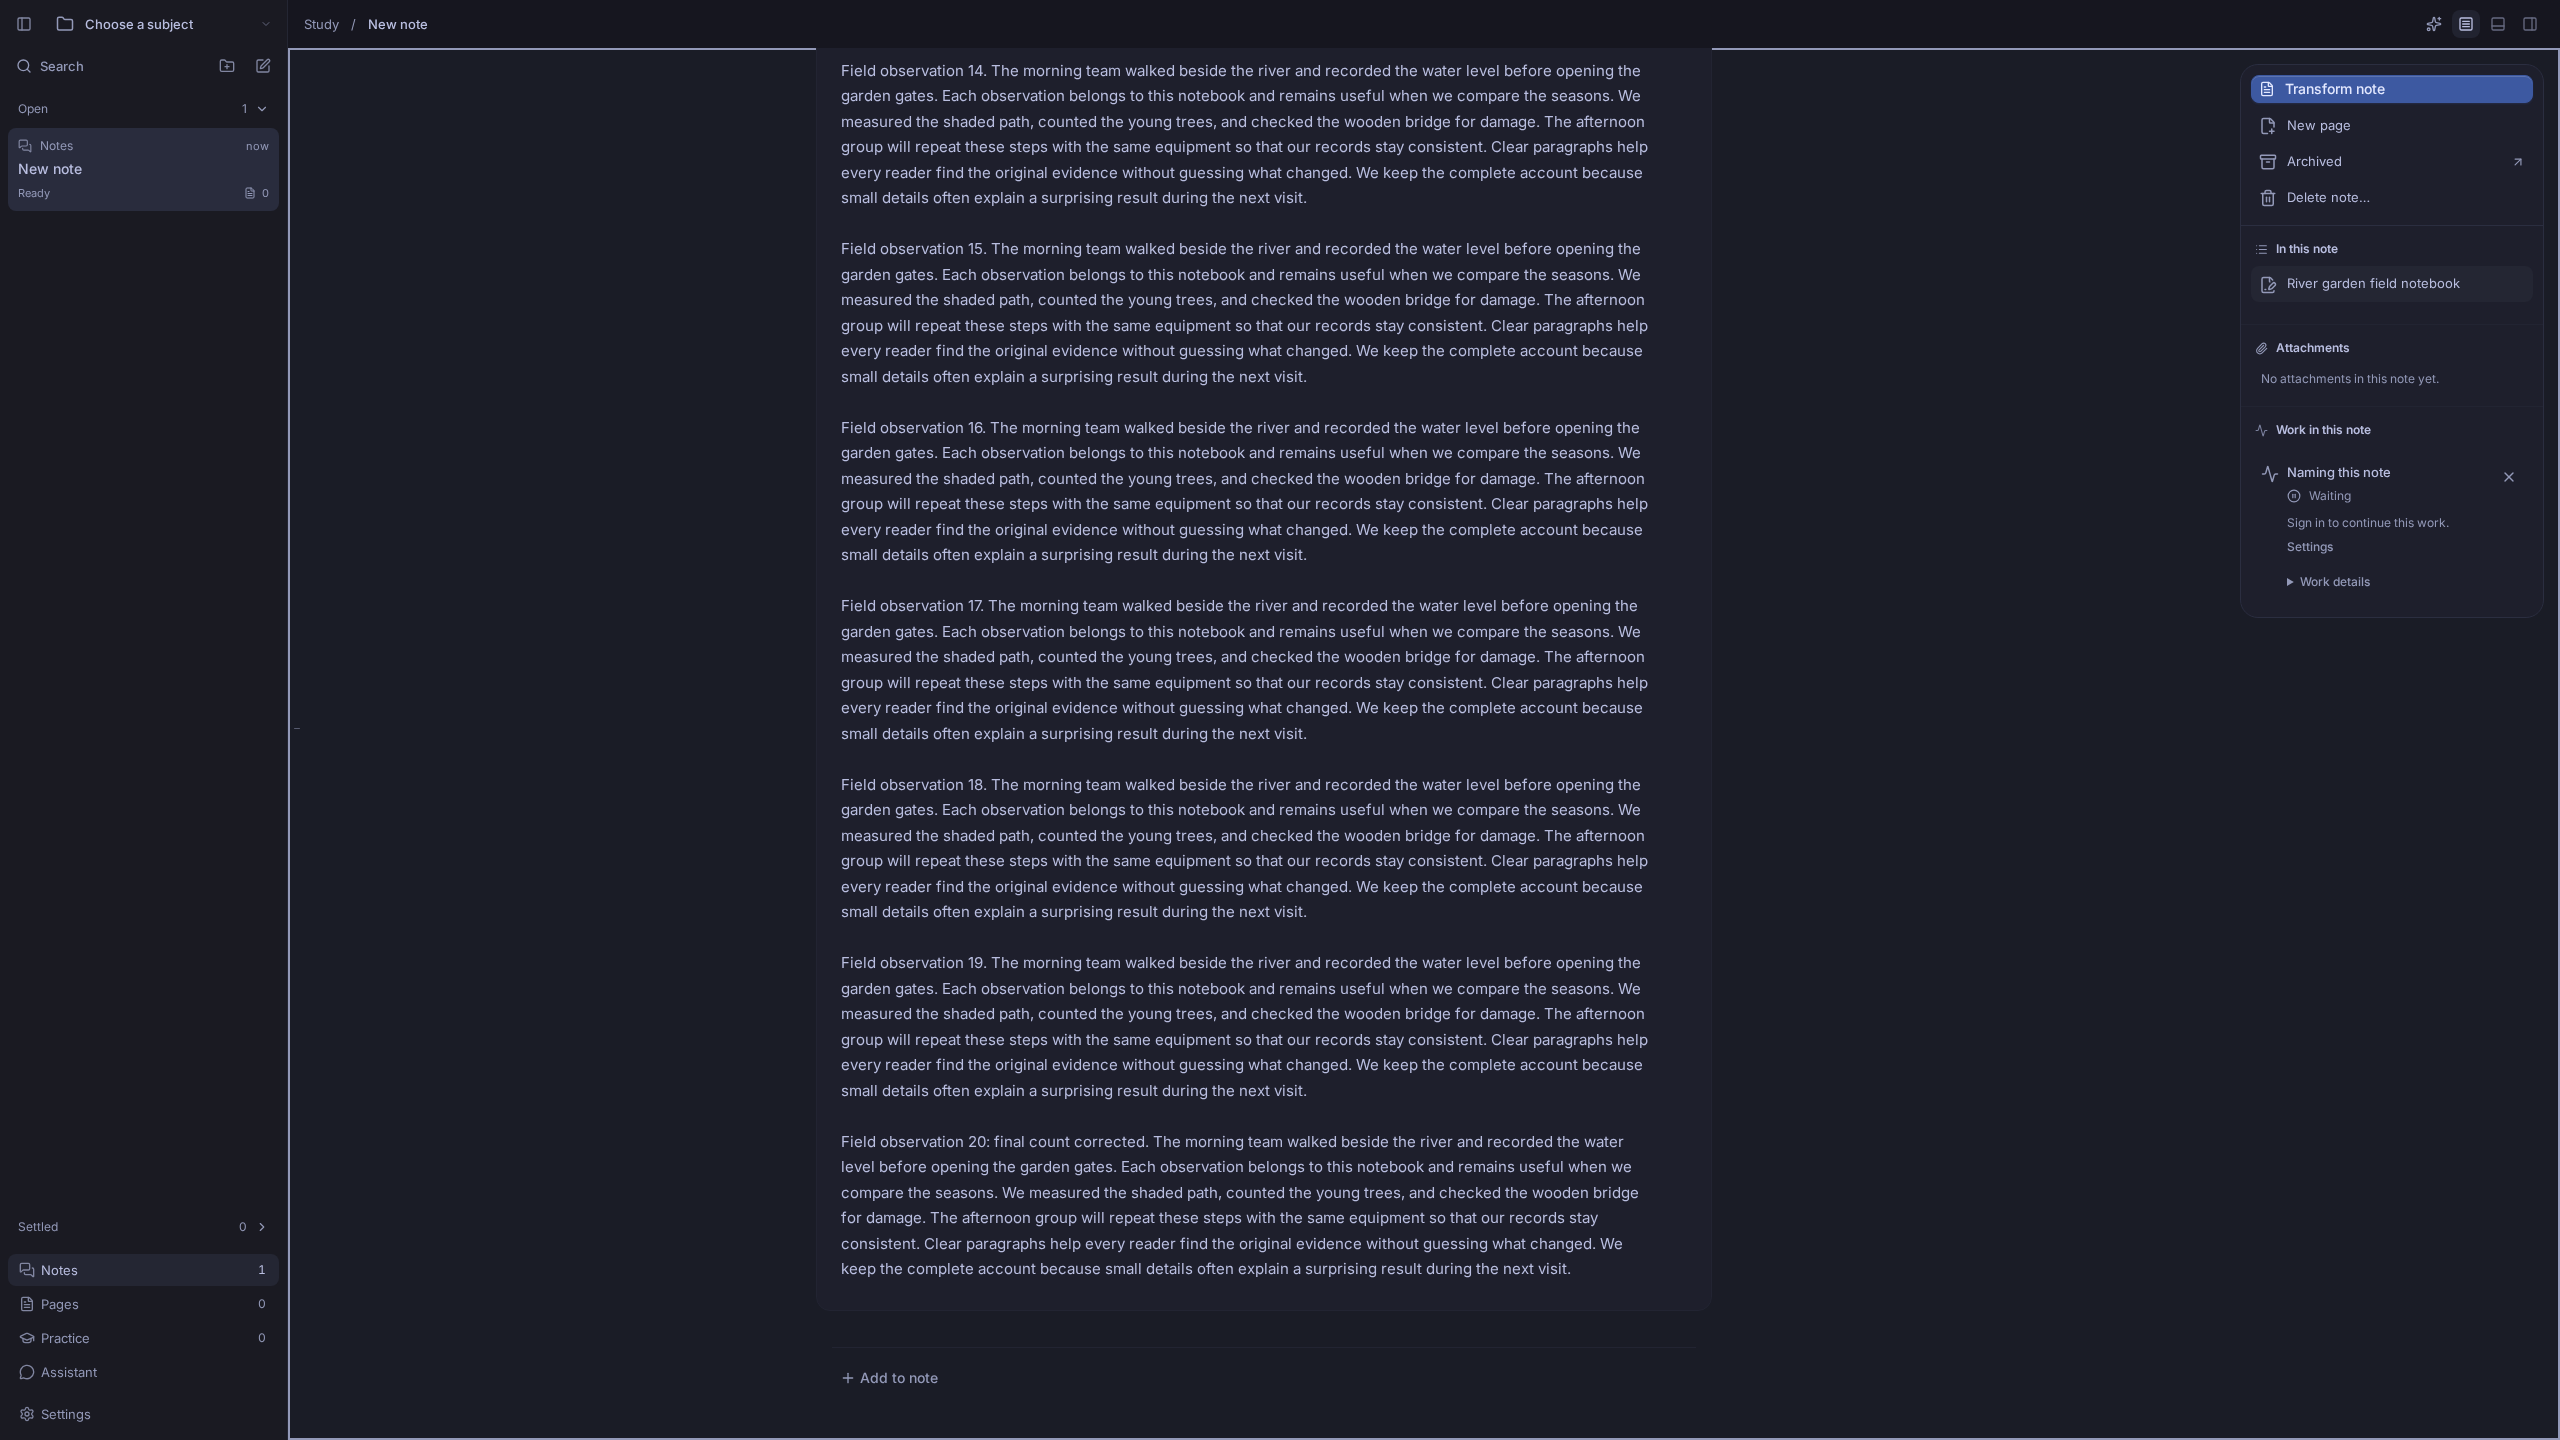 Choose a subject
Search
Open 1
Notes now
New note
Ready 0
Settled 0
Notes 1
Pages 0
Practice 0
Assistant
Settings
Study / New note
Field observation 14. The morning team walked beside the river and recorded the water level before opening the
garden gates. Each observation belongs to this notebook and remains useful when we compare the seasons. We
measured the shaded path, counted the young trees, and checked the wooden bridge for damage. The afternoon
group will repeat these steps with the same equipment so that our records stay consistent. Clear paragraphs help
every reader find the original evidence without guessing what changed. We keep the complete account because
small details often explain a surprising result during the next visit.
Field observation 15. The morning team walked beside the river and recorded the water level before opening the
garden gates. Each observation belongs to this notebook and remains useful when we compare the seasons. We
measured the shaded path, counted the young trees, and checked the wooden bridge for damage. The afternoon
group will repeat these steps with the same equipment so that our records stay consistent. Clear paragraphs help
every reader find the original evidence without guessing what changed. We keep the complete account because
small details often explain a surprising result during the next visit.
Field observation 16. The morning team walked beside the river and recorded the water level before opening the
garden gates. Each observation belongs to this notebook and remains useful when we compare the seasons. We
measured the shaded path, counted the young trees, and checked the wooden bridge for damage. The afternoon
group will repeat these steps with the same equipment so that our records stay consistent. Clear paragraphs help
every reader find the original evidence without guessing what changed. We keep the complete account because
small details often explain a surprising result during the next visit.
Field observation 17. The morning team walked beside the river and recorded the water level before opening the
garden gates. Each observation belongs to this notebook and remains useful when we compare the seasons. We
measured the shaded path, counted the young trees, and checked the wooden bridge for damage. The afternoon
group will repeat these steps with the same equipment so that our records stay consistent. Clear paragraphs help
every reader find the original evidence without guessing what changed. We keep the complete account because
small details often explain a surprising result during the next visit.
Field observation 18. The morning team walked beside the river and recorded the water level before opening the
garden gates. Each observation belongs to this notebook and remains useful when we compare the seasons. We
measured the shaded path, counted the young trees, and checked the wooden bridge for damage. The afternoon
group will repeat these steps with the same equipment so that our records stay consistent. Clear paragraphs help
every reader find the original evidence without guessing what changed. We keep the complete account because
small details often explain a surprising result during the next visit.
Field observation 19. The morning team walked beside the river and recorded the water level before opening the
garden gates. Each observation belongs to this notebook and remains useful when we compare the seasons. We
measured the shaded path, counted the young trees, and checked the wooden bridge for damage. The afternoon
group will repeat these steps with the same equipment so that our records stay consistent. Clear paragraphs help
every reader find the original evidence without guessing what changed. We keep the complete account because
small details often explain a surprising result during the next visit.
Field observation 20: final count corrected. The morning team walked beside the river and recorded the water
level before opening the garden gates. Each observation belongs to this notebook and remains useful when we
compare the seasons. We measured the shaded path, counted the young trees, and checked the wooden bridge
for damage. The afternoon group will repeat these steps with the same equipment so that our records stay
consistent. Clear paragraphs help every reader find the original evidence without guessing what changed. We
keep the complete account because small details often explain a surprising result during the next visit.
Add to note
Transform note
New page
Archived
Delete note...
In this note
River garden field notebook
Attachments
No attachments in this note yet.
Work in this note
Naming this note
Waiting
Sign in to continue this work.
Settings
Work details